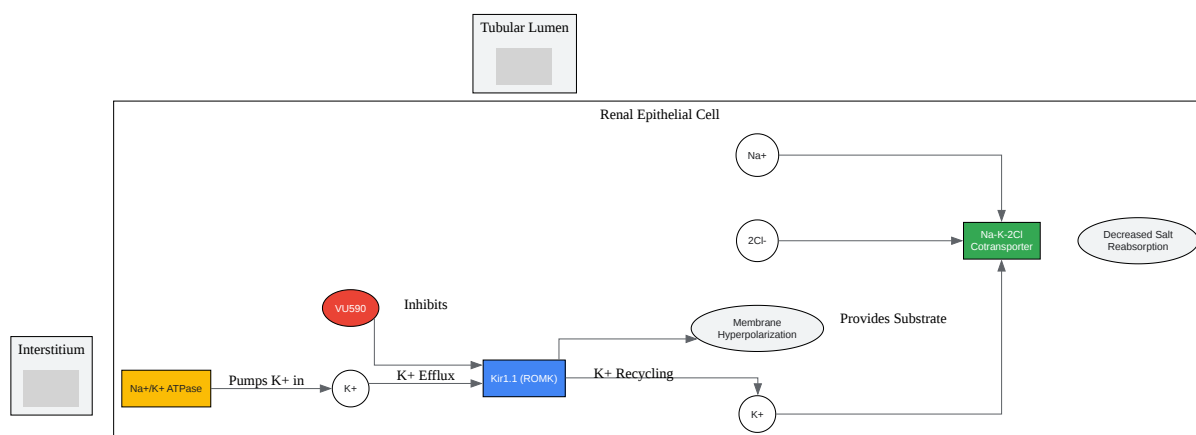 Tubular Lumen
Renal Epithelial Cell
Na+
2Cl-
Na-K-2Cl
Cotransporter
Decreased Salt
Reabsorption
VU590
Inhibits
Membrane
Hyperpolarization
Provides Substrate
Interstitium
Na+/K+ ATPase
Pumps K+ in
K+
K+ Efflux
Kir1.1 (ROMK)
K+ Recycling
K+